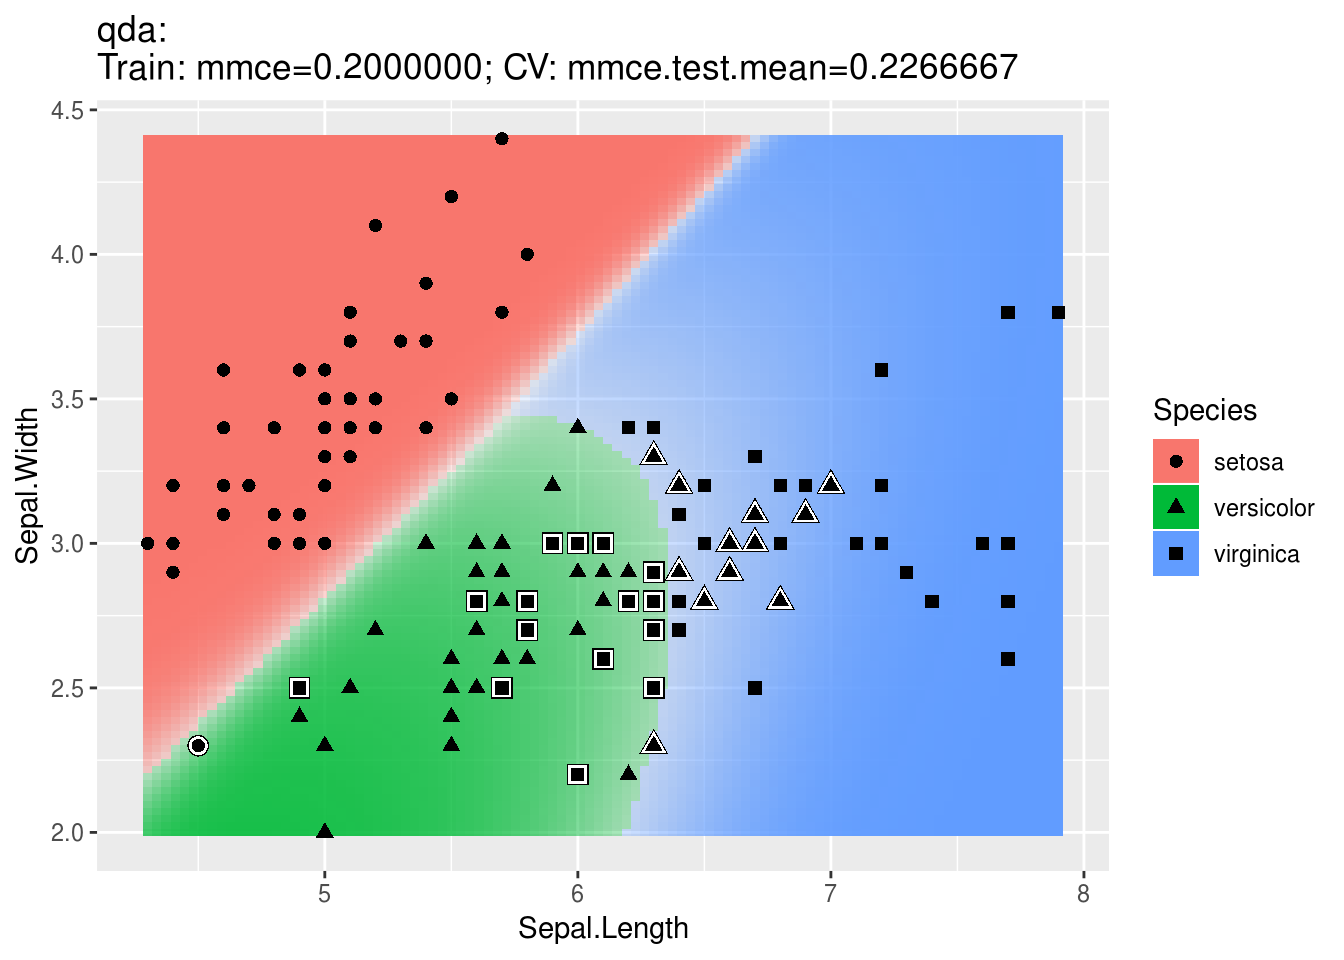 qda:
Train: mmce=0.2000000; CV: mmce.test.mean=0.2266667
4.5
4.0
3.5
3.0
2.5
2.0
Sepal.Width
5
6
7
8
Sepal.Length
Species
setosa
versicolor
virginica